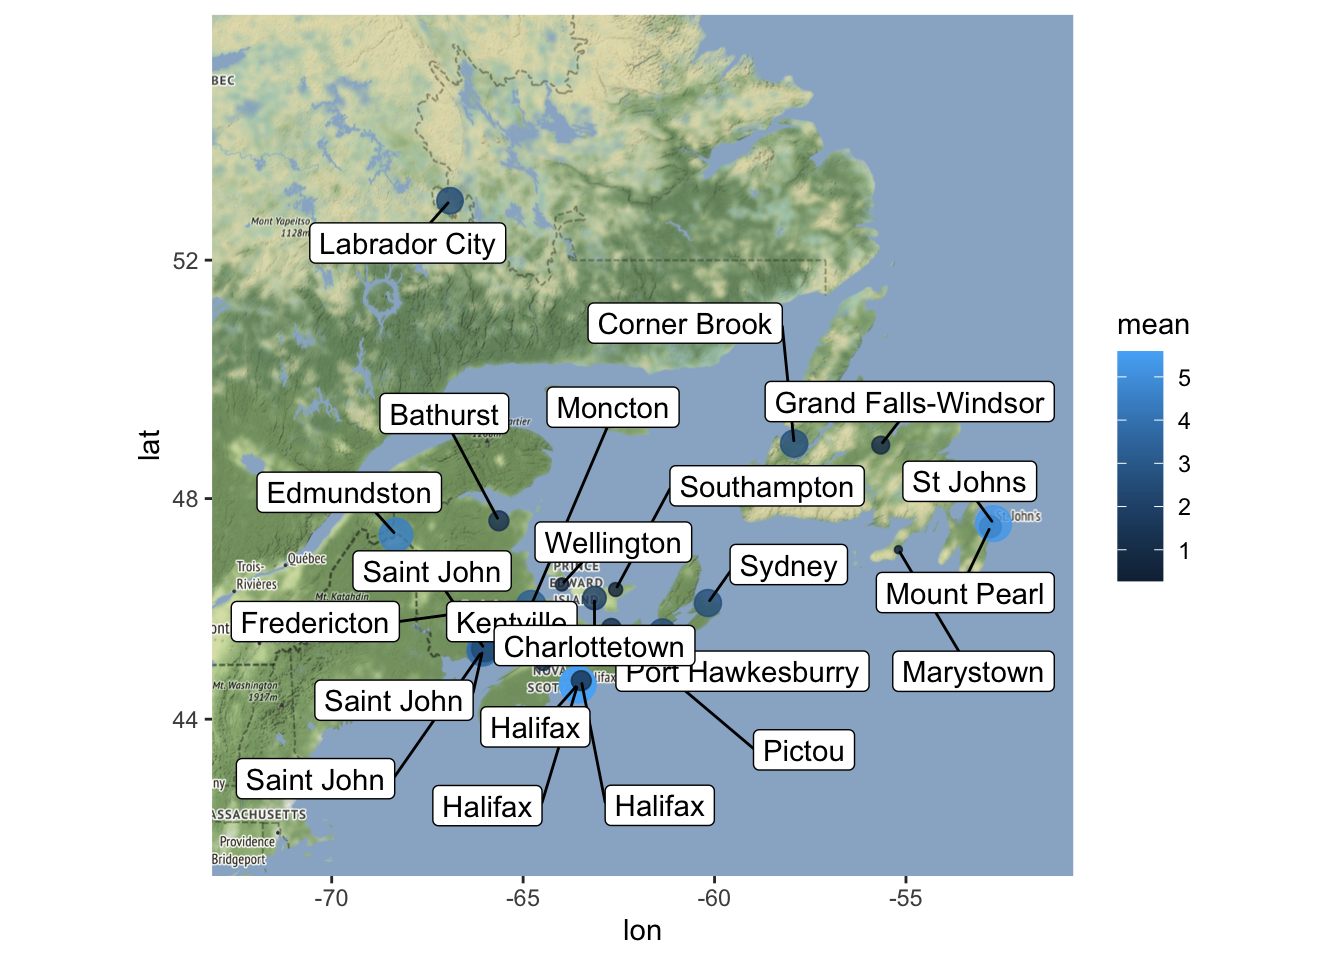 BEC
Mont Yapeitso
1128m
Labrador City
52
Corner Brook
mean
5
4
3
2
1
Grand Falls-Windsor
Bathurst
Moncton
lat
48
Edmundston
Southampton
St Johns
St John's
Wellington
Québec
Trois-
Rivières
Saint John
PRINCE
EDWARD
ISLAND
Sydney
Mount Pearl
Mt. Katahdin
Fredericton
Kentville
Charlottetown
Port Hawkesburry
Marystown
Mt. Washington
1917m
NOVA
SCOT
lifax
Saint John
44
Halifax
Pictou
Saint John
ny
Halifax
Halifax
ASSACHUSETTS
Providence
Bridgeport
-70
-65
-60
-55
lon